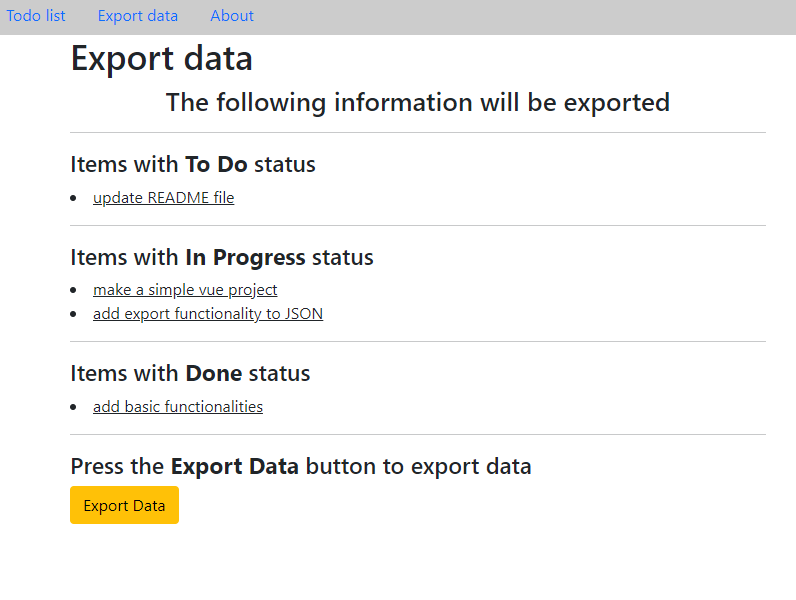 Todo list Export data About
Export data
The following information will be exported
Items with To Do status
update README file
Items with In Progress status
make a simple vue project
add export functionality to JSON
Items with Done status
add basic functionalities
Press the Export Data button to export data
Export Data